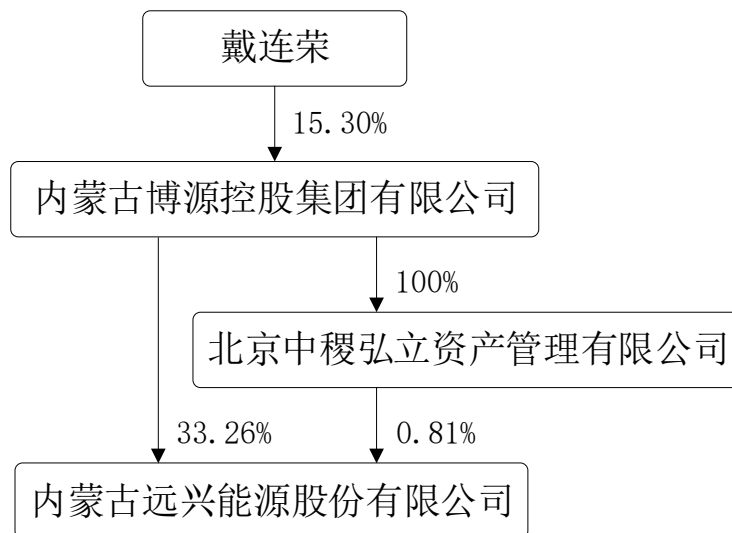 戴连荣
15.30%
内蒙古博源控股集团有限公司
100%
北京中稷弘立资产管理有限公司
33.26%
0.81%
内蒙古远兴能源股份有限公司